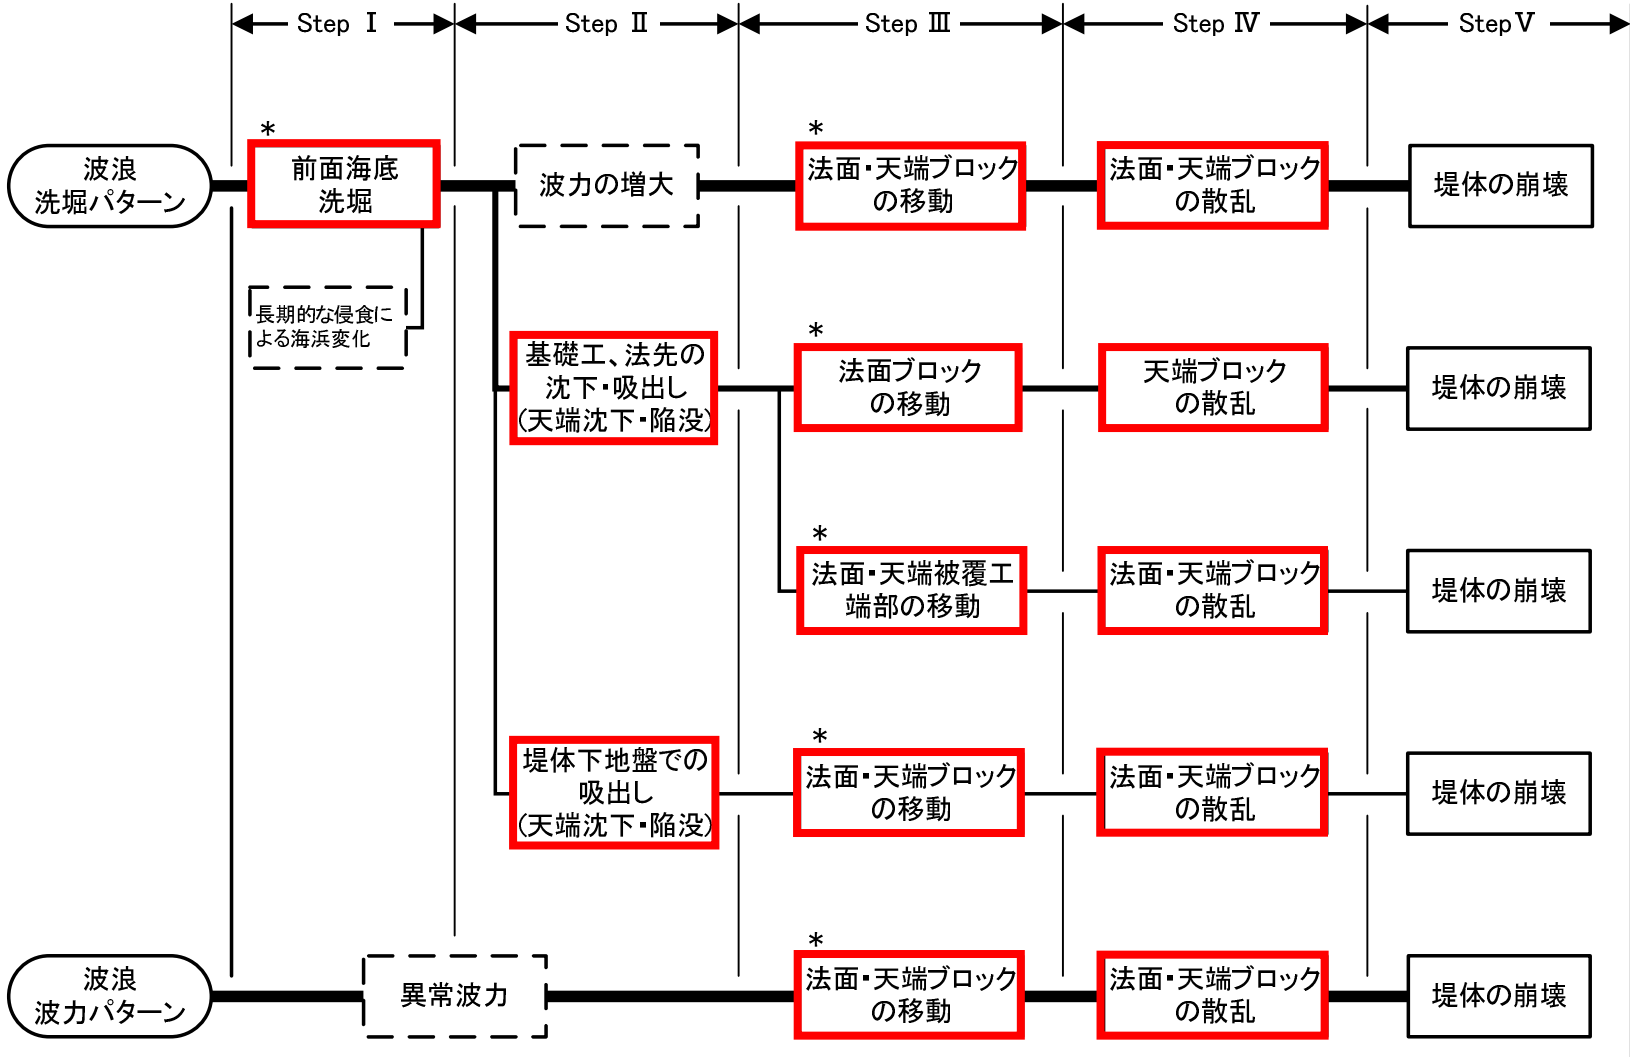 Step Ⅰ
Step Ⅱ
Step Ⅲ
Step Ⅳ
Step Ⅴ
波浪
洗堀パターン
*
前面海底
洗堀
波力の増大
*
法面・天端ブロック
の移動
法面・天端ブロック
の散乱
堤体の崩壊
長期的な侵食に
よる海浜変化
基礎工、法先の
沈下・吸出し
(天端沈下・陥没)
*
法面ブロック
の移動
天端ブロック
の散乱
堤体の崩壊
*
法面・天端被覆工
端部の移動
法面・天端ブロック
の散乱
堤体の崩壊
堤体下地盤での
吸出し
(天端沈下・陥没)
*
法面・天端ブロック
の移動
法面・天端ブロック
の散乱
堤体の崩壊
波浪
波力パターン
異常波力
*
法面・天端ブロック
の移動
法面・天端ブロック
の散乱
堤体の崩壊